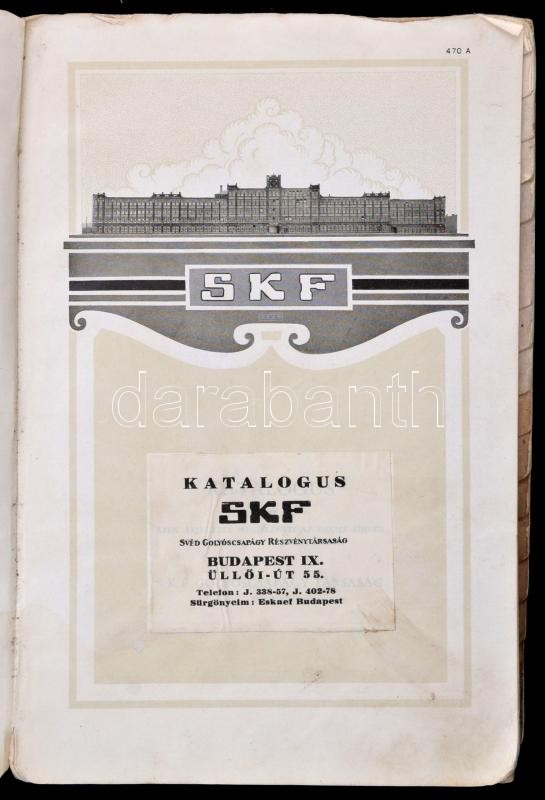 470 A
SKF
darabanth
KATALOGUS
SKF
SVÉD GOLYÓSCSAPÁGY RÉSZVÉNYTÁRSASÁG
BUDAPEST IX.
ÜLLŐI-ÚT 55.
Telefon: J. 338-57, J. 402-78
Sürgönyeim: Eskaef Budapest